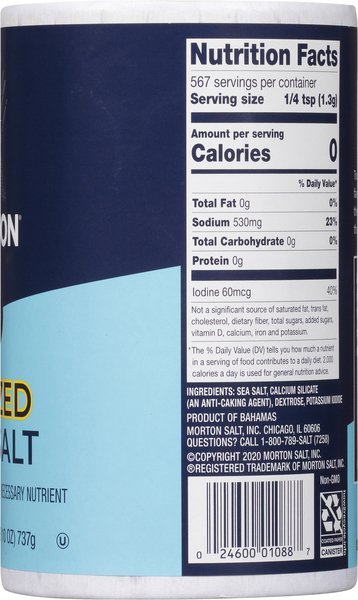 Nutrition Facts
567 servings per container
Serving size 1/4 tsp (1.3g)
Amount per serving
Calories 0
% Daily Value*
Total Fat 0g 0%
Sodium 530mg 23%
Total Carbohydrate 0g 0%
Protein 0g
Iodine 60mcg 40%
Not a significant source of saturated fat, trans fat,
cholesterol, dietary fiber, total sugars, added sugars,
vitamin D, calcium, iron and potassium.
*The % Daily Value (DV) tells you how much a nutrient
in a serving of food contributes to a daily diet. 2,000
calories a day is used for general nutrition advice.
INGREDIENTS: SEA SALT, CALCIUM SILICATE
(AN ANTI-CAKING AGENT), DEXTROSE, POTASSIUM IODIDE
PRODUCT OF BAHAMAS
MORTON SALT, INC. CHICAGO, IL 60606
QUESTIONS? CALL 1-800-789-SALT (7258)
©COPYRIGHT 2020 MORTON SALT, INC.
®REGISTERED TRADEMARK OF MORTON SALT, INC.
Non-GMO
COATED PAPER
CANISTER
0 24600 01088 7
ON®
ZED
ALT
NUTRIENT
OZ) 737g
U